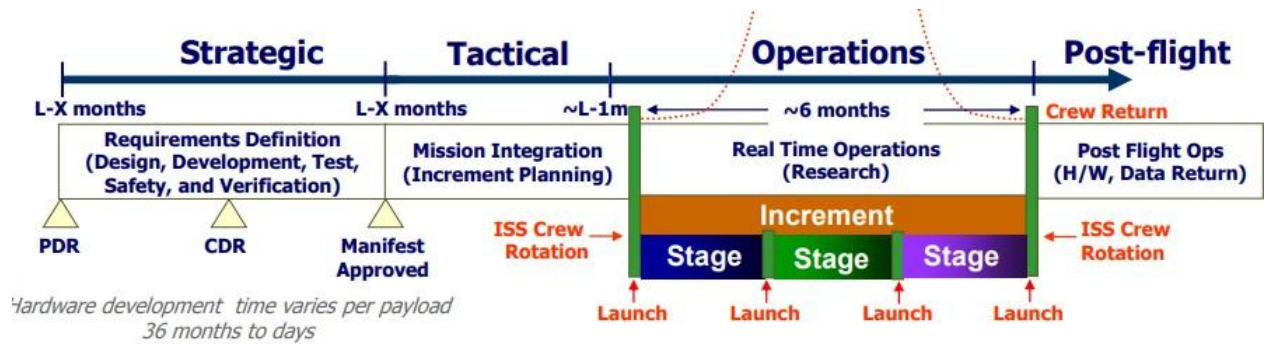 Strategic
Tactical
Operations
Post-flight
L-X months
L-X months
~L-1m
~6 months
Crew Return
Requirements Definition
(Design, Development, Test,
Safety, and Verification)
Mission Integration
(Increment Planning)
Real Time Operations
(Research)
Post Flight Ops
(H/W, Data Return)
Increment
PDR
CDR
Manifest
Approved
ISS Crew
Rotation
Stage
Stage
Stage
ISS Crew
Rotation
Launch
Launch
Launch
Launch
Hardware development time varies per payload
36 months to days